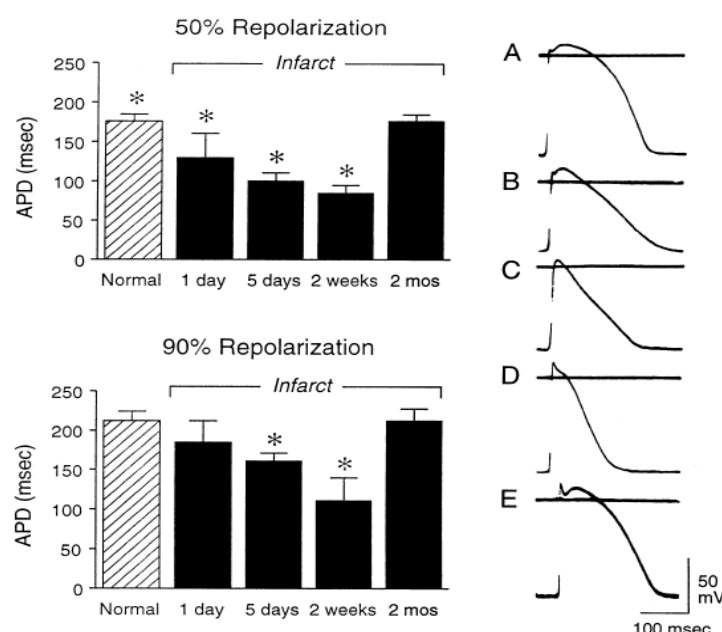 50% Repolarization
Infarct
APD (msec)
250
200
150
100
50
0
* * * *
Normal 1 day 5 days 2 weeks 2 mos
90% Repolarization
Infarct
APD (msec)
250
200
150
100
50
0
* *
Normal 1 day 5 days 2 weeks 2 mos
A
B
C
D
E
50
mV
100 msec